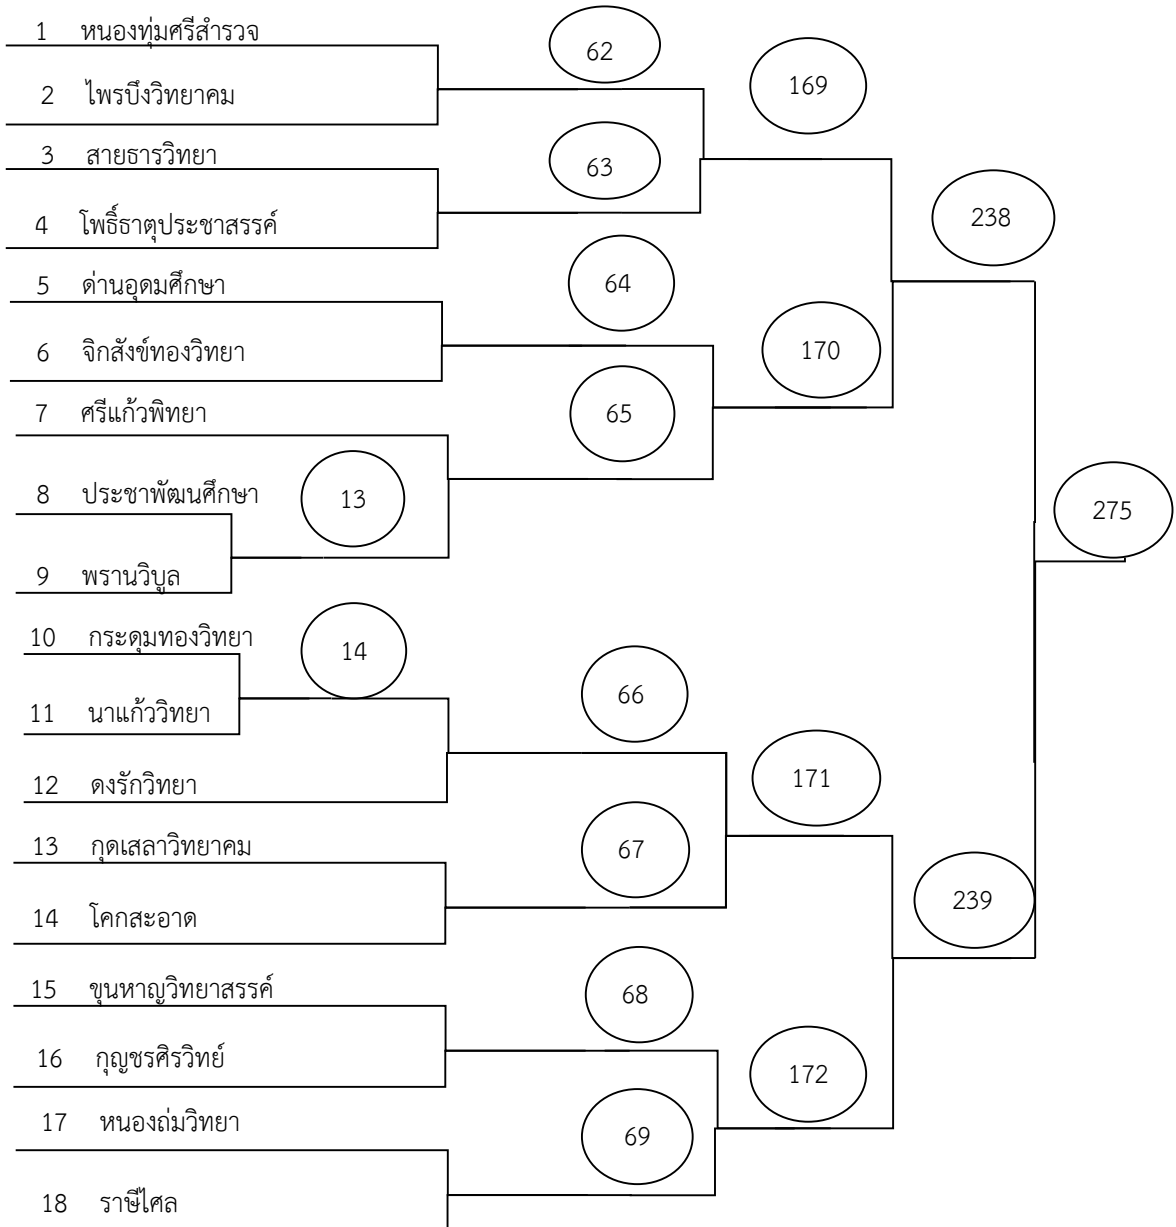 1 หนองทุ่มศรีสำรวจ
62
2 ไพรบึงวิทยาคม
169
3 สายธารวิทยา
63
4 โพธิ์ธาตุประชาสรรค์
238
5 ด่านอุดมศึกษา
64
6 จิกสังข์ทองวิทยา
170
7 ศรีแก้วพิทยา
65
8 ประชาพัฒนศึกษา
13
275
9 พรานวิบูล
10 กระดุมทองวิทยา
14
66
11 นาแก้ววิทยา
12 ดงรักวิทยา
171
13 กุดเสลาวิทยาคม
67
14 โคกสะอาด
239
15 ขุนหาญวิทยาสรรค์
68
16 กุญชรศิรวิทย์
172
17 หนองถ่มวิทยา
69
18 ราษีไศล